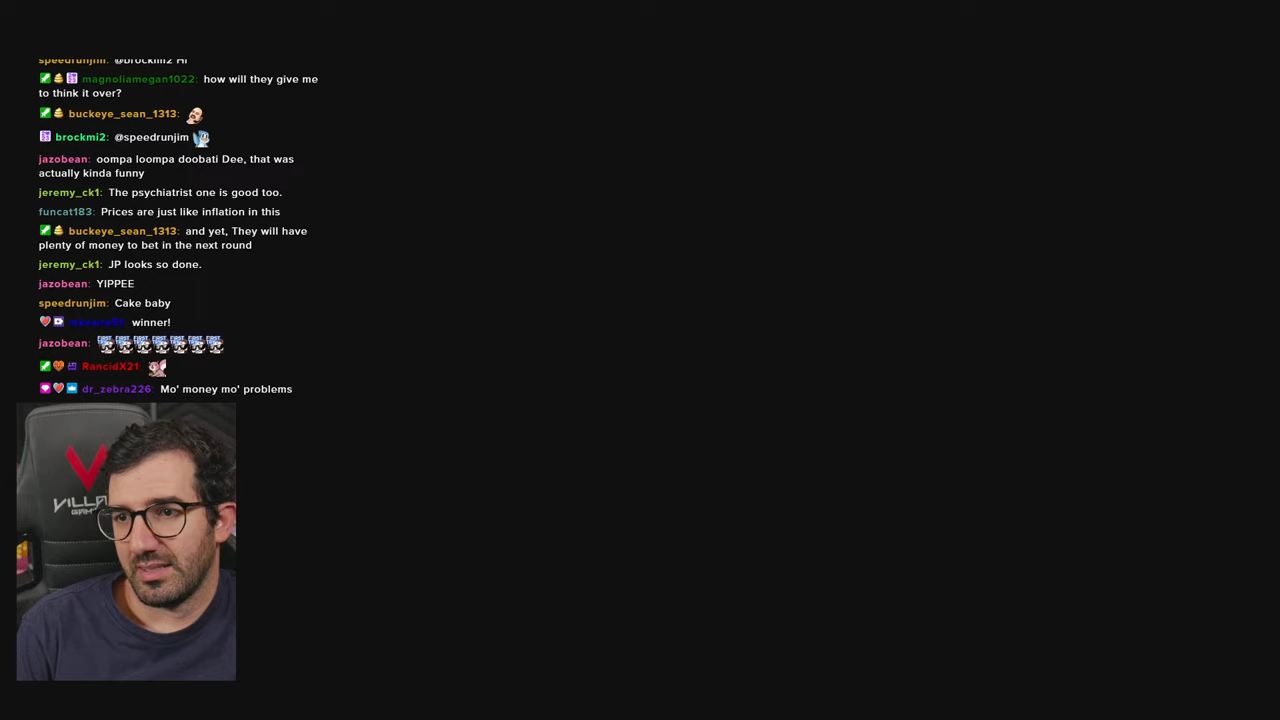 speedrunjim: @brockmi2 Hi
magnoliamegan1022: how will they give me
to think it over?
buckeye_sean_1313:
brockmi2: @speedrunjim
jazobean: oompa loompa doobati Dee, that was
actually kinda funny
jeremy_ck1: The psychiatrist one is good too.
funcat183: Prices are just like inflation in this
buckeye_sean_1313: and yet, They will have
plenty of money to bet in the next round
jeremy_ck1: JP looks so done.
jazobean: YIPPEE
speedrunjim: Cake baby
winner!
jazobean:
RancidX21
dr_zebra226: Mo' money mo' problems